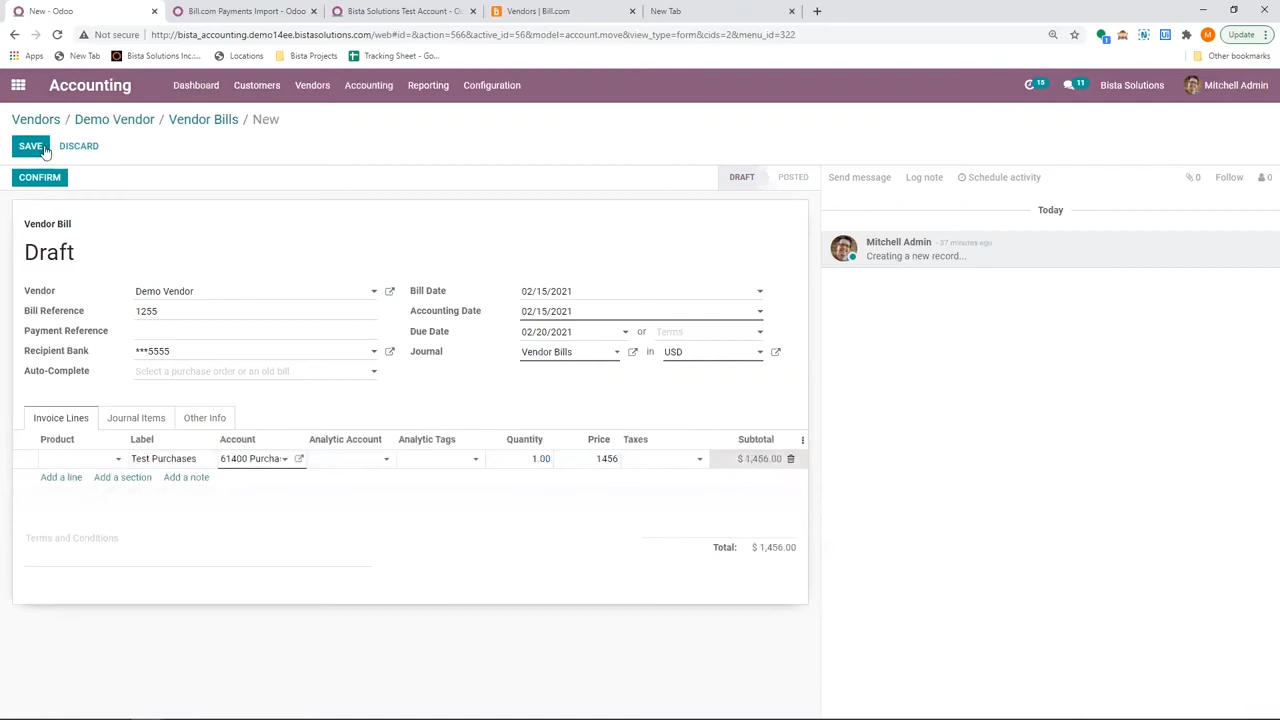 New - Odoo
Bill.com Payments Import - Odoo
Bista Solutions Test Account - O
Vendors | Bill.com
New Tab
Not secure | http://bista_accounting.demo14ee.bistasolutions.com/web#id=&action=566&active_id=56&model=account.move&view_type=form&cids=2&menu_id=322
M
Update
Apps
New Tab
Bista Solutions Inc.:...
Locations
Bista Projects
Tracking Sheet - Go...
Other bookmarks
Accounting
Dashboard
Customers
Vendors
Accounting
Reporting
Configuration
15
11
Bista Solutions
Mitchell Admin
Vendors / Demo Vendor / Vendor Bills / New
SAVE
DISCARD
CONFIRM
DRAFT
POSTED
Send message
Log note
Schedule activity
0
Follow
0
Today
Mitchell Admin - 37 minutes ago
Creating a new record...
Vendor Bill
Draft
Vendor
Demo Vendor
Bill Reference
1255
Payment Reference
Recipient Bank
***5555
Auto-Complete
Select a purchase order or an old bill
Bill Date
02/15/2021
Accounting Date
02/15/2021
Due Date
02/20/2021
or
Terms
Journal
Vendor Bills
in
USD
Invoice Lines
Journal Items
Other Info
Product
Label
Account
Analytic Account
Analytic Tags
Quantity
Price
Taxes
Subtotal
Test Purchases
61400 Purcha
1.00
1456
$ 1,456.00
Add a line
Add a section
Add a note
Terms and Conditions
Total: $ 1,456.00